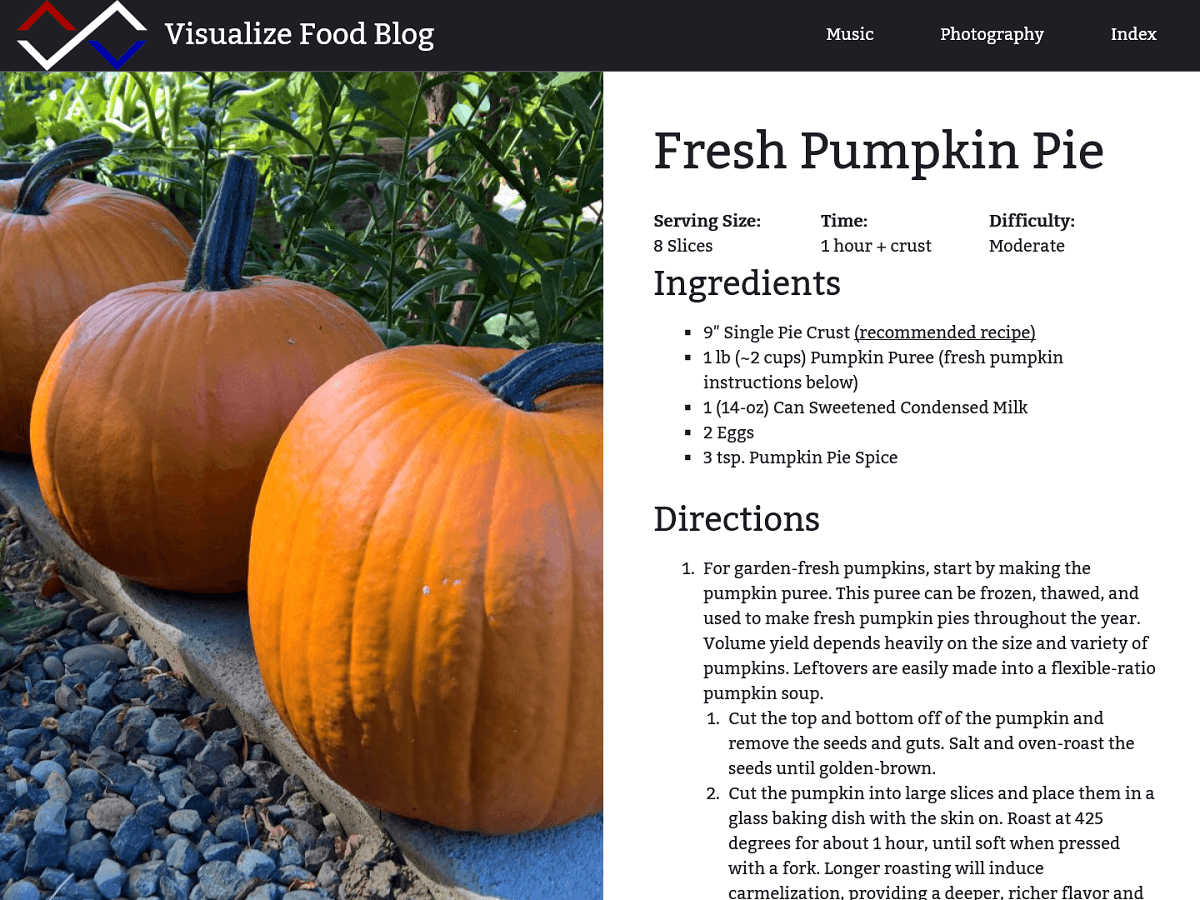 Visualize Food Blog
Music
Photography
Index
Fresh Pumpkin Pie
Serving Size:
8 Slices
Time:
1 hour + crust
Difficulty:
Moderate
Ingredients
▪ 9" Single Pie Crust (recommended recipe)
▪ 1 lb (~2 cups) Pumpkin Puree (fresh pumpkin
instructions below)
▪ 1 (14-oz) Can Sweetened Condensed Milk
▪ 2 Eggs
▪ 3 tsp. Pumpkin Pie Spice
Directions
1. For garden-fresh pumpkins, start by making the
pumpkin puree. This puree can be frozen, thawed, and
used to make fresh pumpkin pies throughout the year.
Volume yield depends heavily on the size and variety of
pumpkins. Leftovers are easily made into a flexible-ratio
pumpkin soup.
1. Cut the top and bottom off of the pumpkin and
remove the seeds and guts. Salt and oven-roast the
seeds until golden-brown.
2. Cut the pumpkin into large slices and place them in a
glass baking dish with the skin on. Roast at 425
degrees for about 1 hour, until soft when pressed
with a fork. Longer roasting will induce
carmelization, providing a deeper, richer flavor and